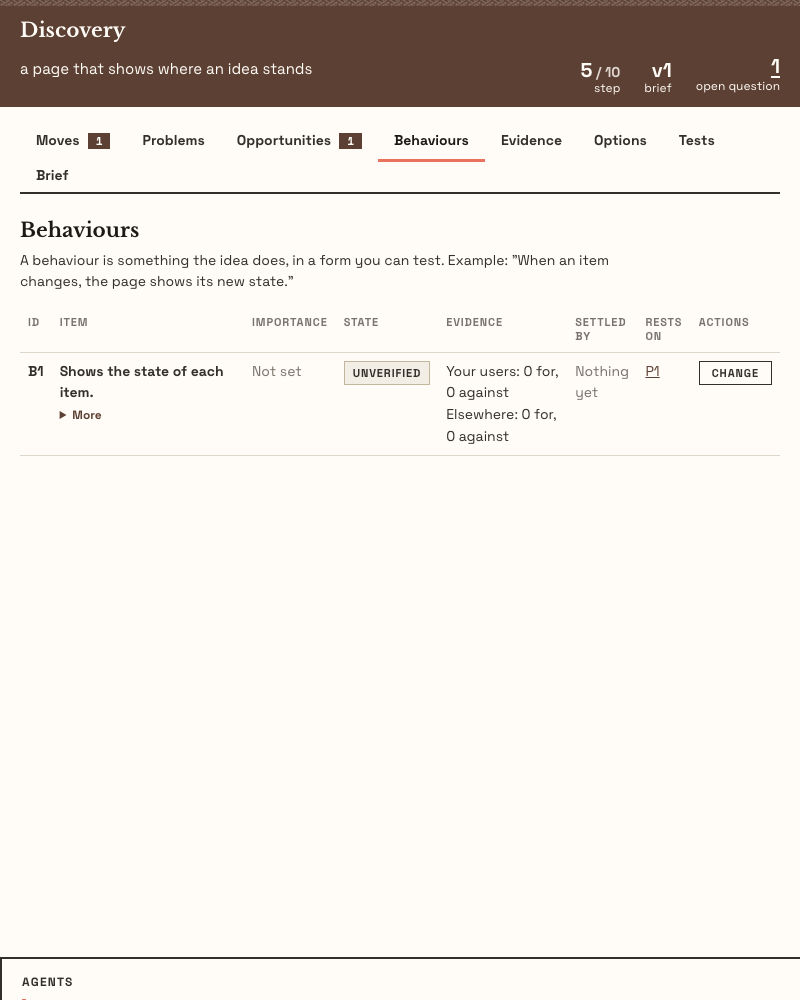 Discovery
a page that shows where an idea stands
5 / 10
step
v1
brief
1
open question
Moves 1
Problems
Opportunities 1
Behaviours
Evidence
Options
Tests
Brief
Behaviours
A behaviour is something the idea does, in a form you can test. Example: "When an item
changes, the page shows its new state."
ID ITEM IMPORTANCE STATE EVIDENCE SETTLED BY RESTS ON ACTIONS
B1
Shows the state of each
item.
More
Not set
UNVERIFIED
Your users: 0 for,
0 against
Elsewhere: 0 for,
0 against
Nothing
yet
P1
CHANGE
AGENTS